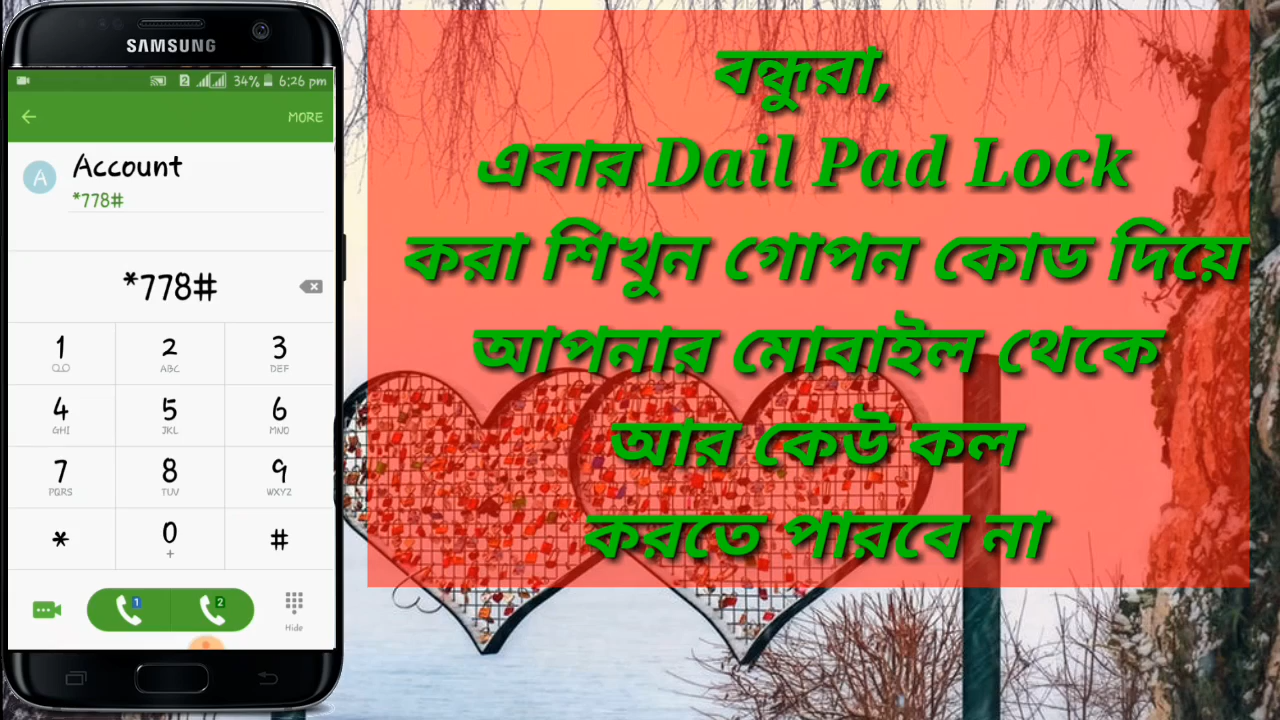 SAMSUNG
2 34% 6:26 pm
MORE
A Account
*778#
*778#
1 2 ABC 3 DEF
4 GHI 5 JKL 6 MNO
7 PQRS 8 TUV 9 WXYZ
* 0 + #
1 2 Hide
বন্ধুরা,
এবার Dail Pad Lock
করা শিখুন গোপন কোড দিয়ে
আপনার মোবাইল থেকে
আর কেউ কল
করতে পারবে না